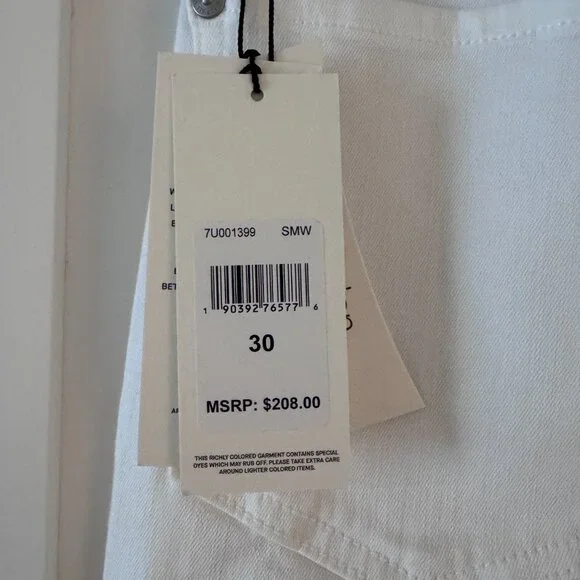 7U001399 SMW
1 90392 76577 6
30
MSRP: $208.00
THIS RICHLY COLORED GARMENT CONTAINS SPECIAL
DYES WHICH MAY RUB OFF. PLEASE TAKE EXTRA CARE
AROUND LIGHTER COLORED ITEMS.